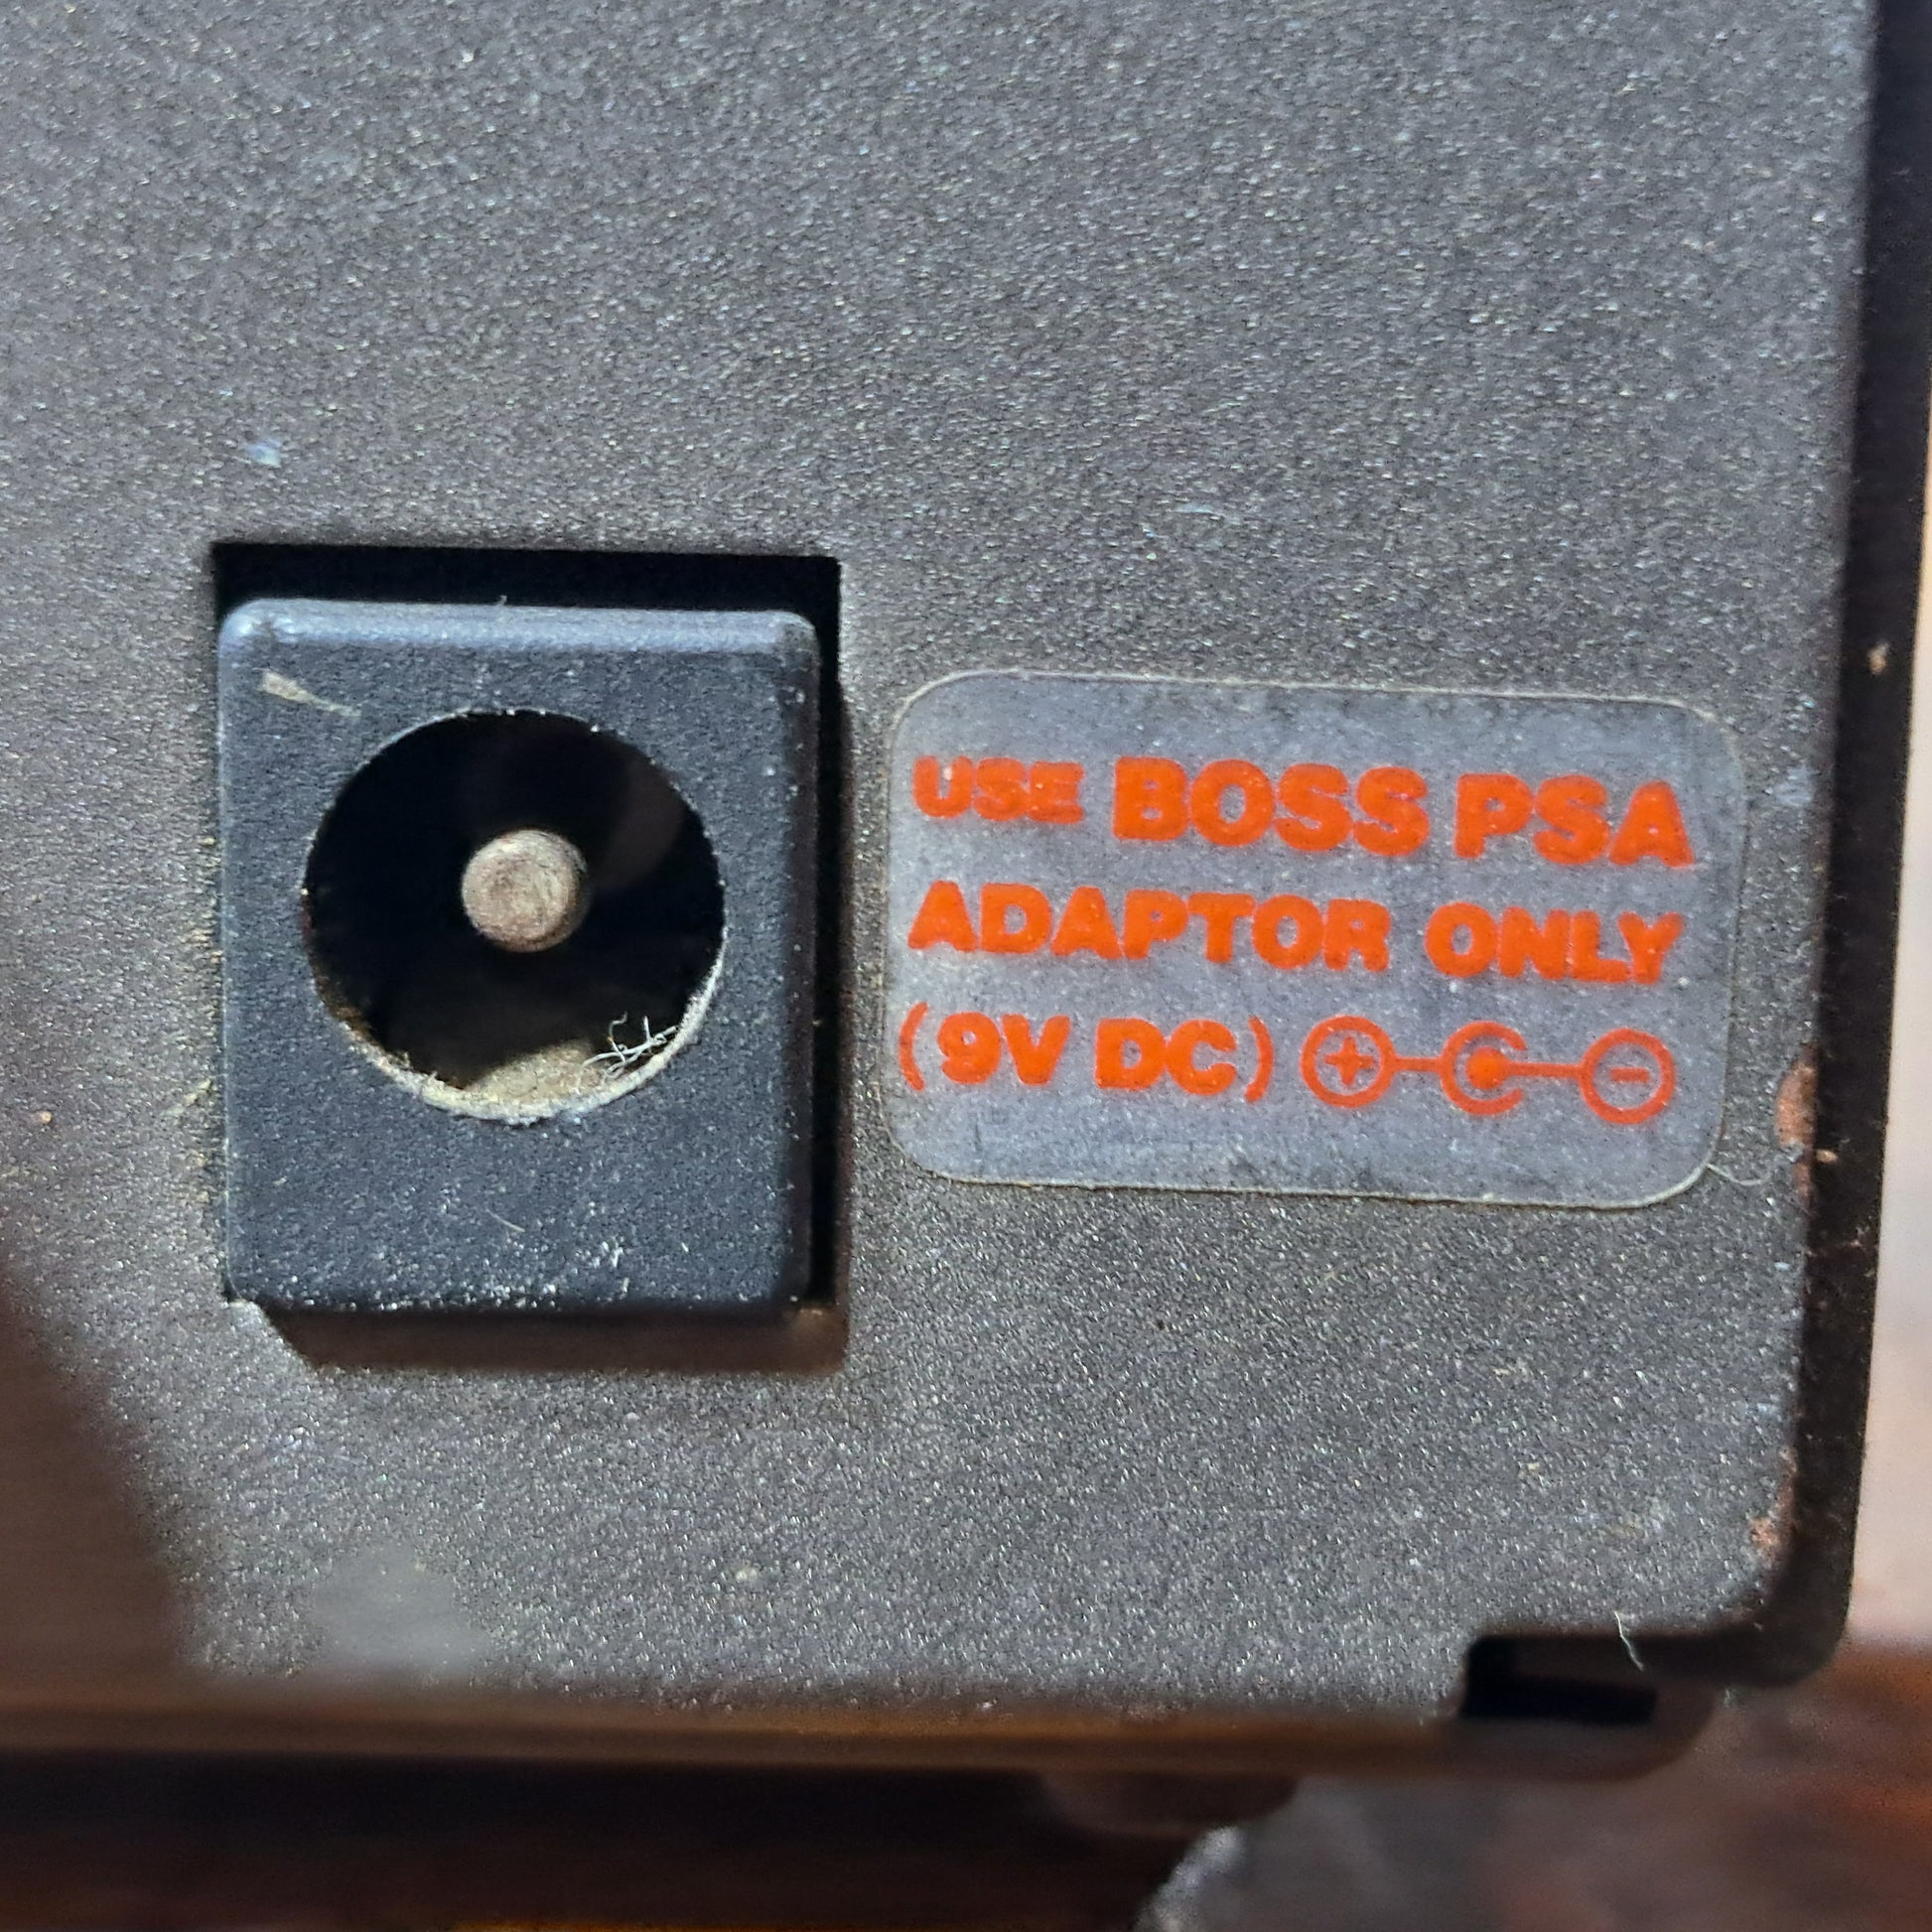 USE BOSS PSA
ADAPTOR ONLY
(9V DC) + −